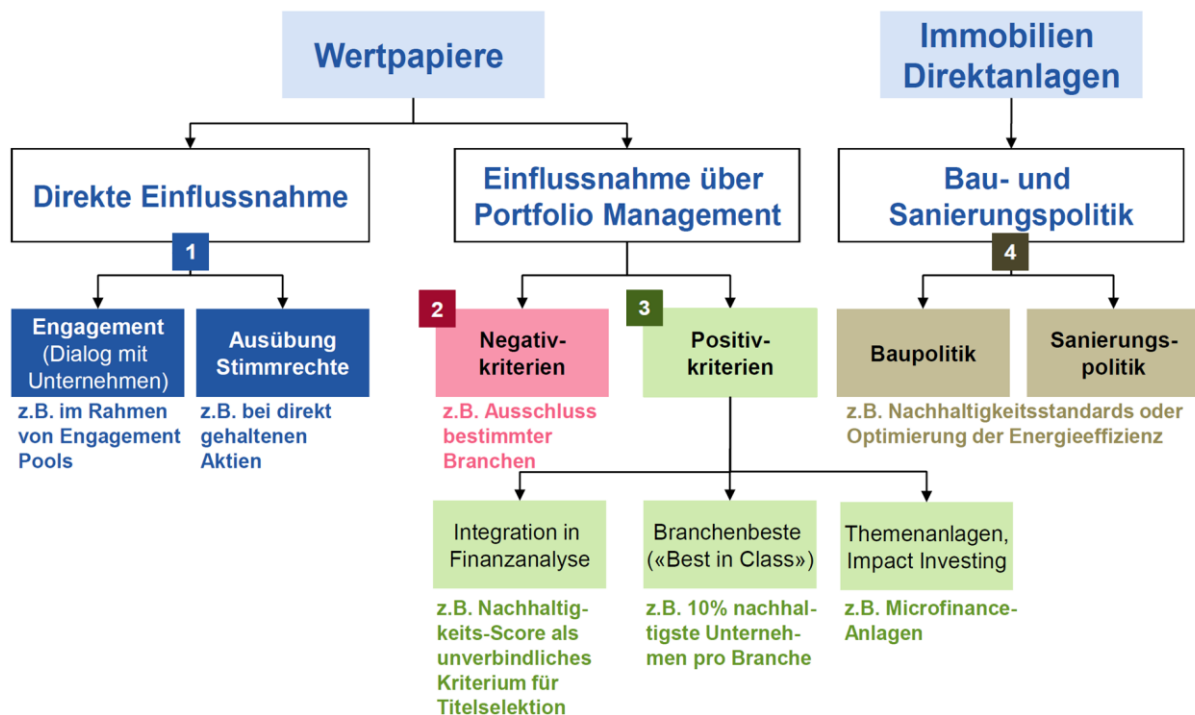 Wertpapiere
Immobilien
Direktanlagen
Direkte Einflussnahme
Einflussnahme über
Portfolio Management
Bau- und
Sanierungspolitik
1
Engagement
(Dialog mit
Unternehmen)
z.B. im Rahmen
von Engagement
Pools
Ausübung
Stimmrechte
z.B. bei direkt
gehaltenen
Aktien
2
Negativ-
kriterien
z.B. Ausschluss
bestimmter
Branchen
3
Positiv-
kriterien
4
Baupolitik
Sanierungs-
politik
z.B. Nachhaltigkeitsstandards oder
Optimierung der Energieeffizienz
Integration in
Finanzanalyse
z.B. Nachhaltig-
keits-Score als
unverbindliches
Kriterium für
Titelselektion
Branchenbeste
(«Best in Class»)
z.B. 10% nachhal-
tigste Unterneh-
men pro Branche
Themenanlagen,
Impact Investing
z.B. Microfinance-
Anlagen